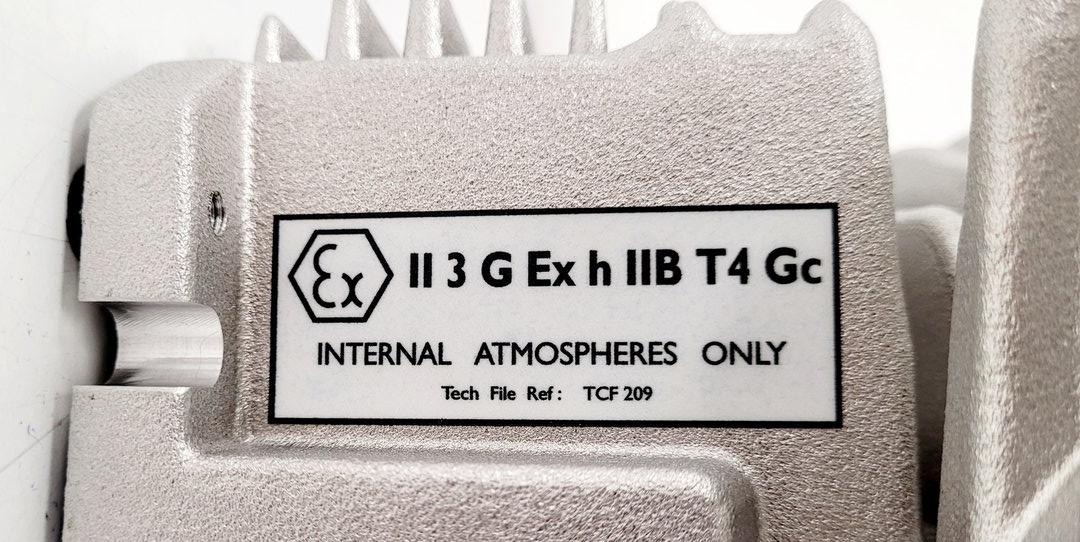 Ex II 3 G Ex h IIB T4 Gc
INTERNAL ATMOSPHERES ONLY
Tech File Ref : TCF 209